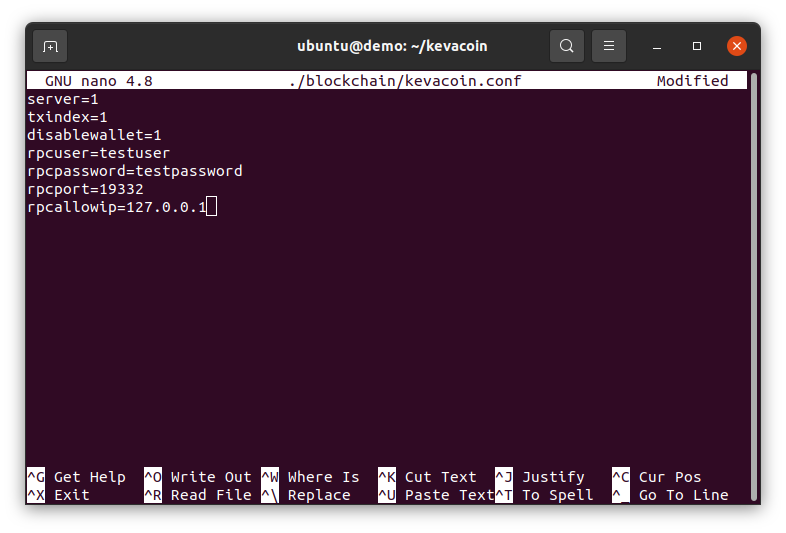 ubuntu@demo: ~/kevacoin
GNU nano 4.8 ./blockchain/kevacoin.conf Modified
server=1
txindex=1
disablewallet=1
rpcuser=testuser
rpcpassword=testpassword
rpcport=19332
rpcallowip=127.0.0.1
^G Get Help ^O Write Out ^W Where Is ^K Cut Text ^J Justify ^C Cur Pos
^X Exit ^R Read File ^\ Replace ^U Paste Text^T To Spell ^_ Go To Line